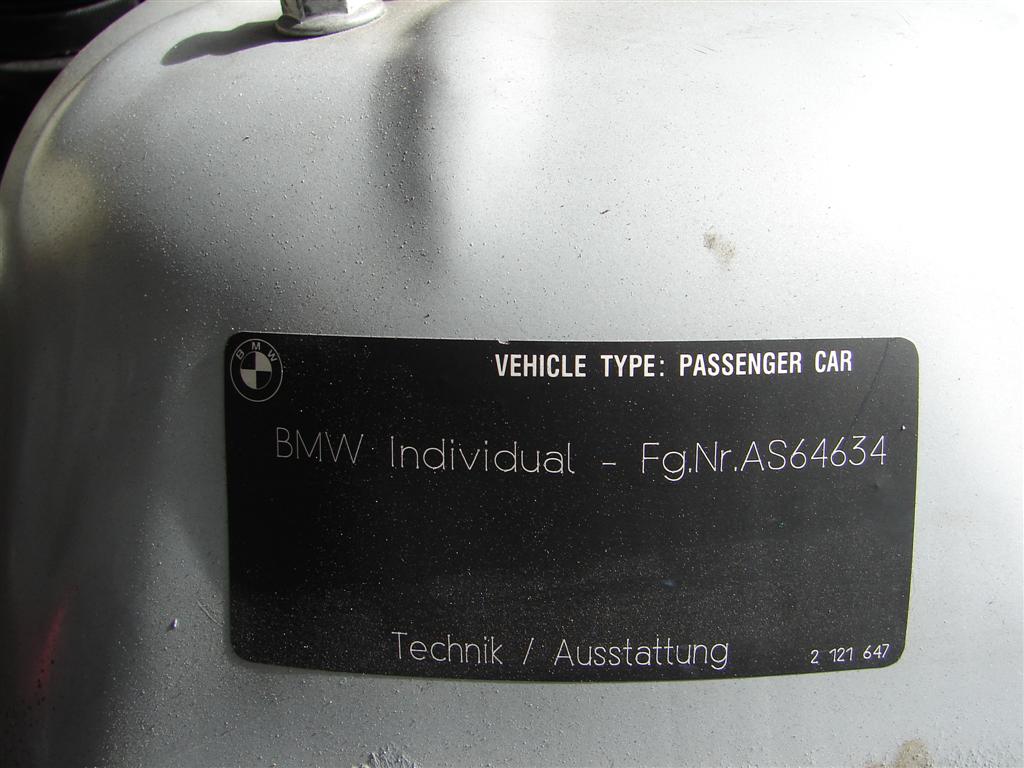 BMW
VEHICLE TYPE: PASSENGER CAR
BMW Individual - Fg.Nr.AS64634
Technik / Ausstattung
2 121 647